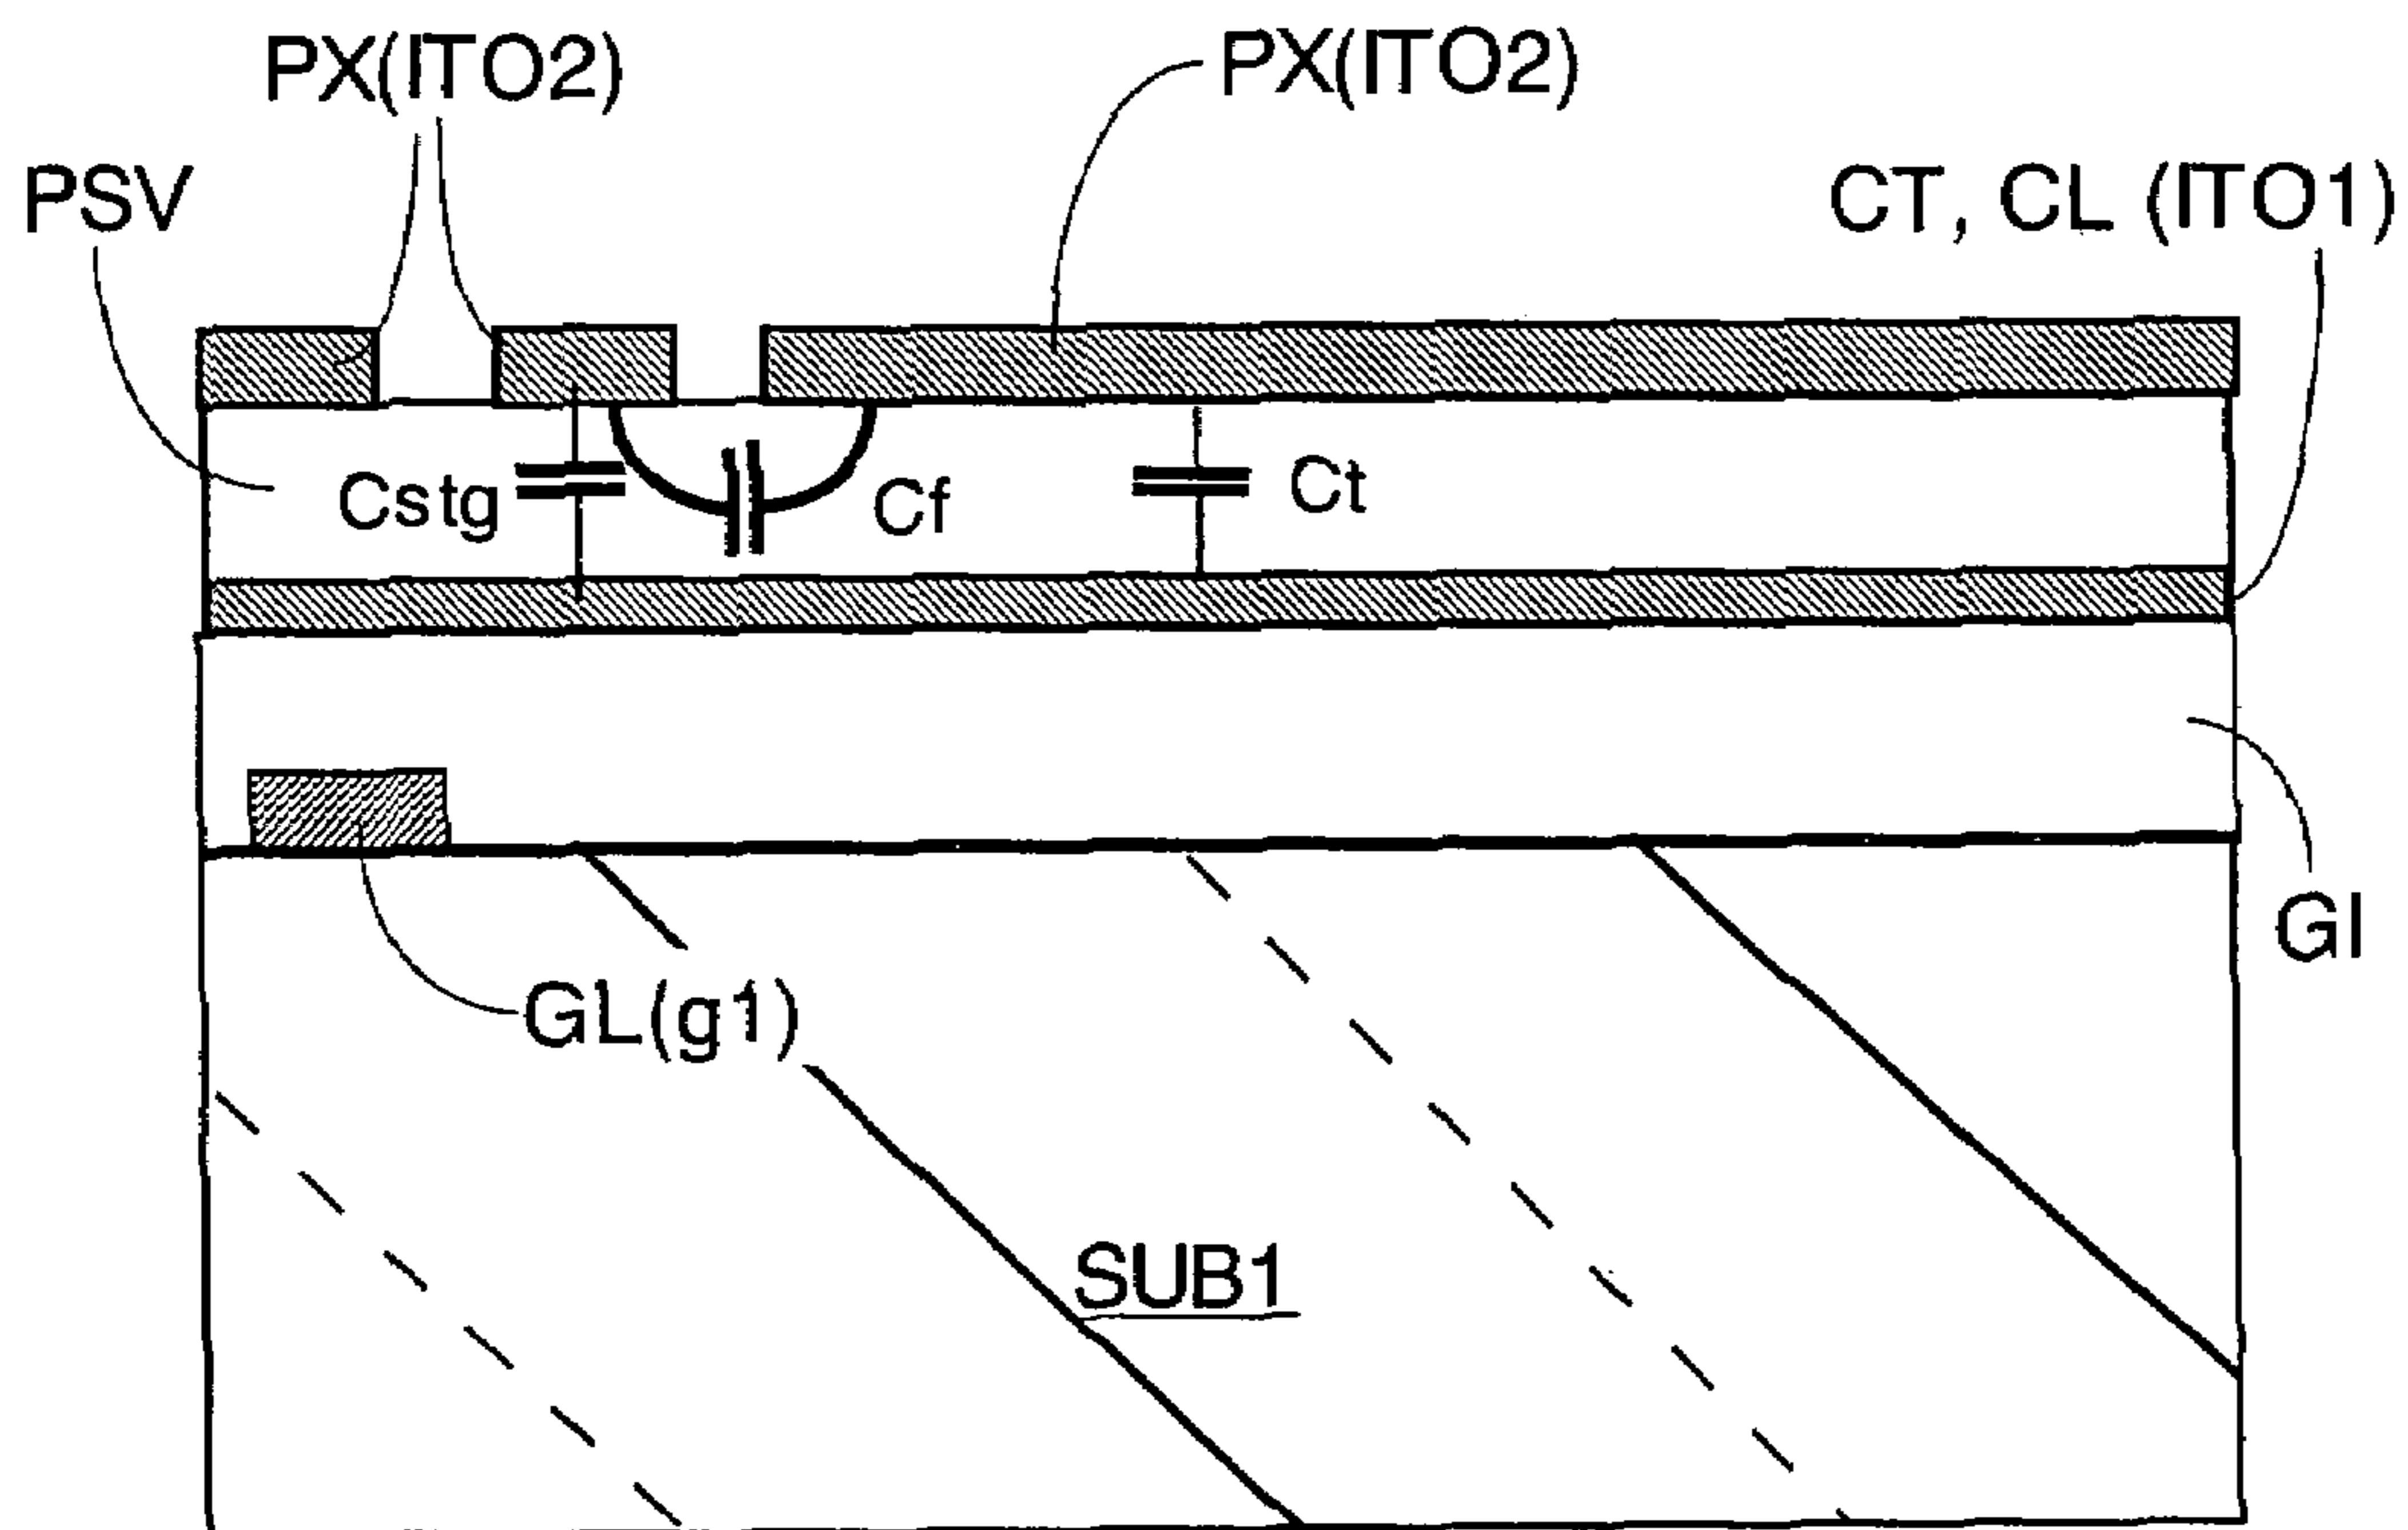 PX(ITO2)
PX(ITO2)
PSV
CT, CL (ITO1)
Cstg
Cf
Ct
GI
GL(g1)
SUB1